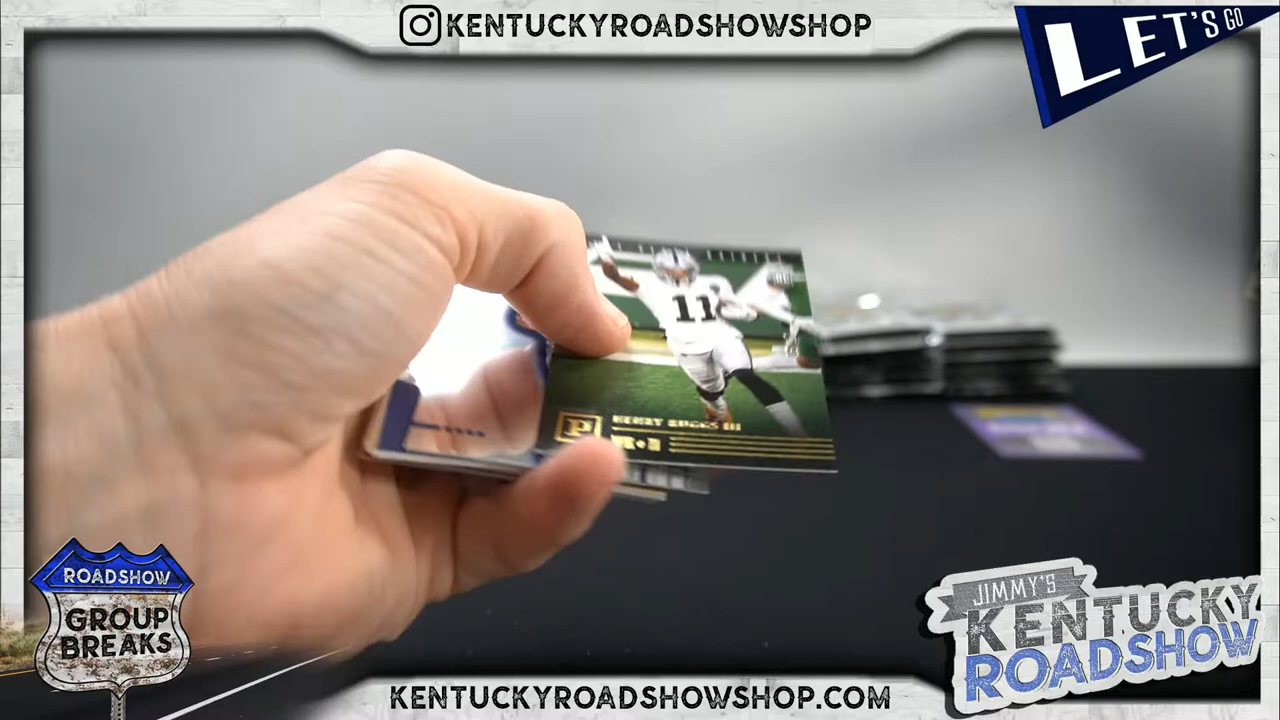 KENTUCKYROADSHOWSHOP
LET'S GO
11
HENRY RUGGS III
P
ROADSHOW
GROUP
BREAKS
JIMMY'S
KENTUCKY
ROADSHOW
KENTUCKYROADSHOWSHOP.COM